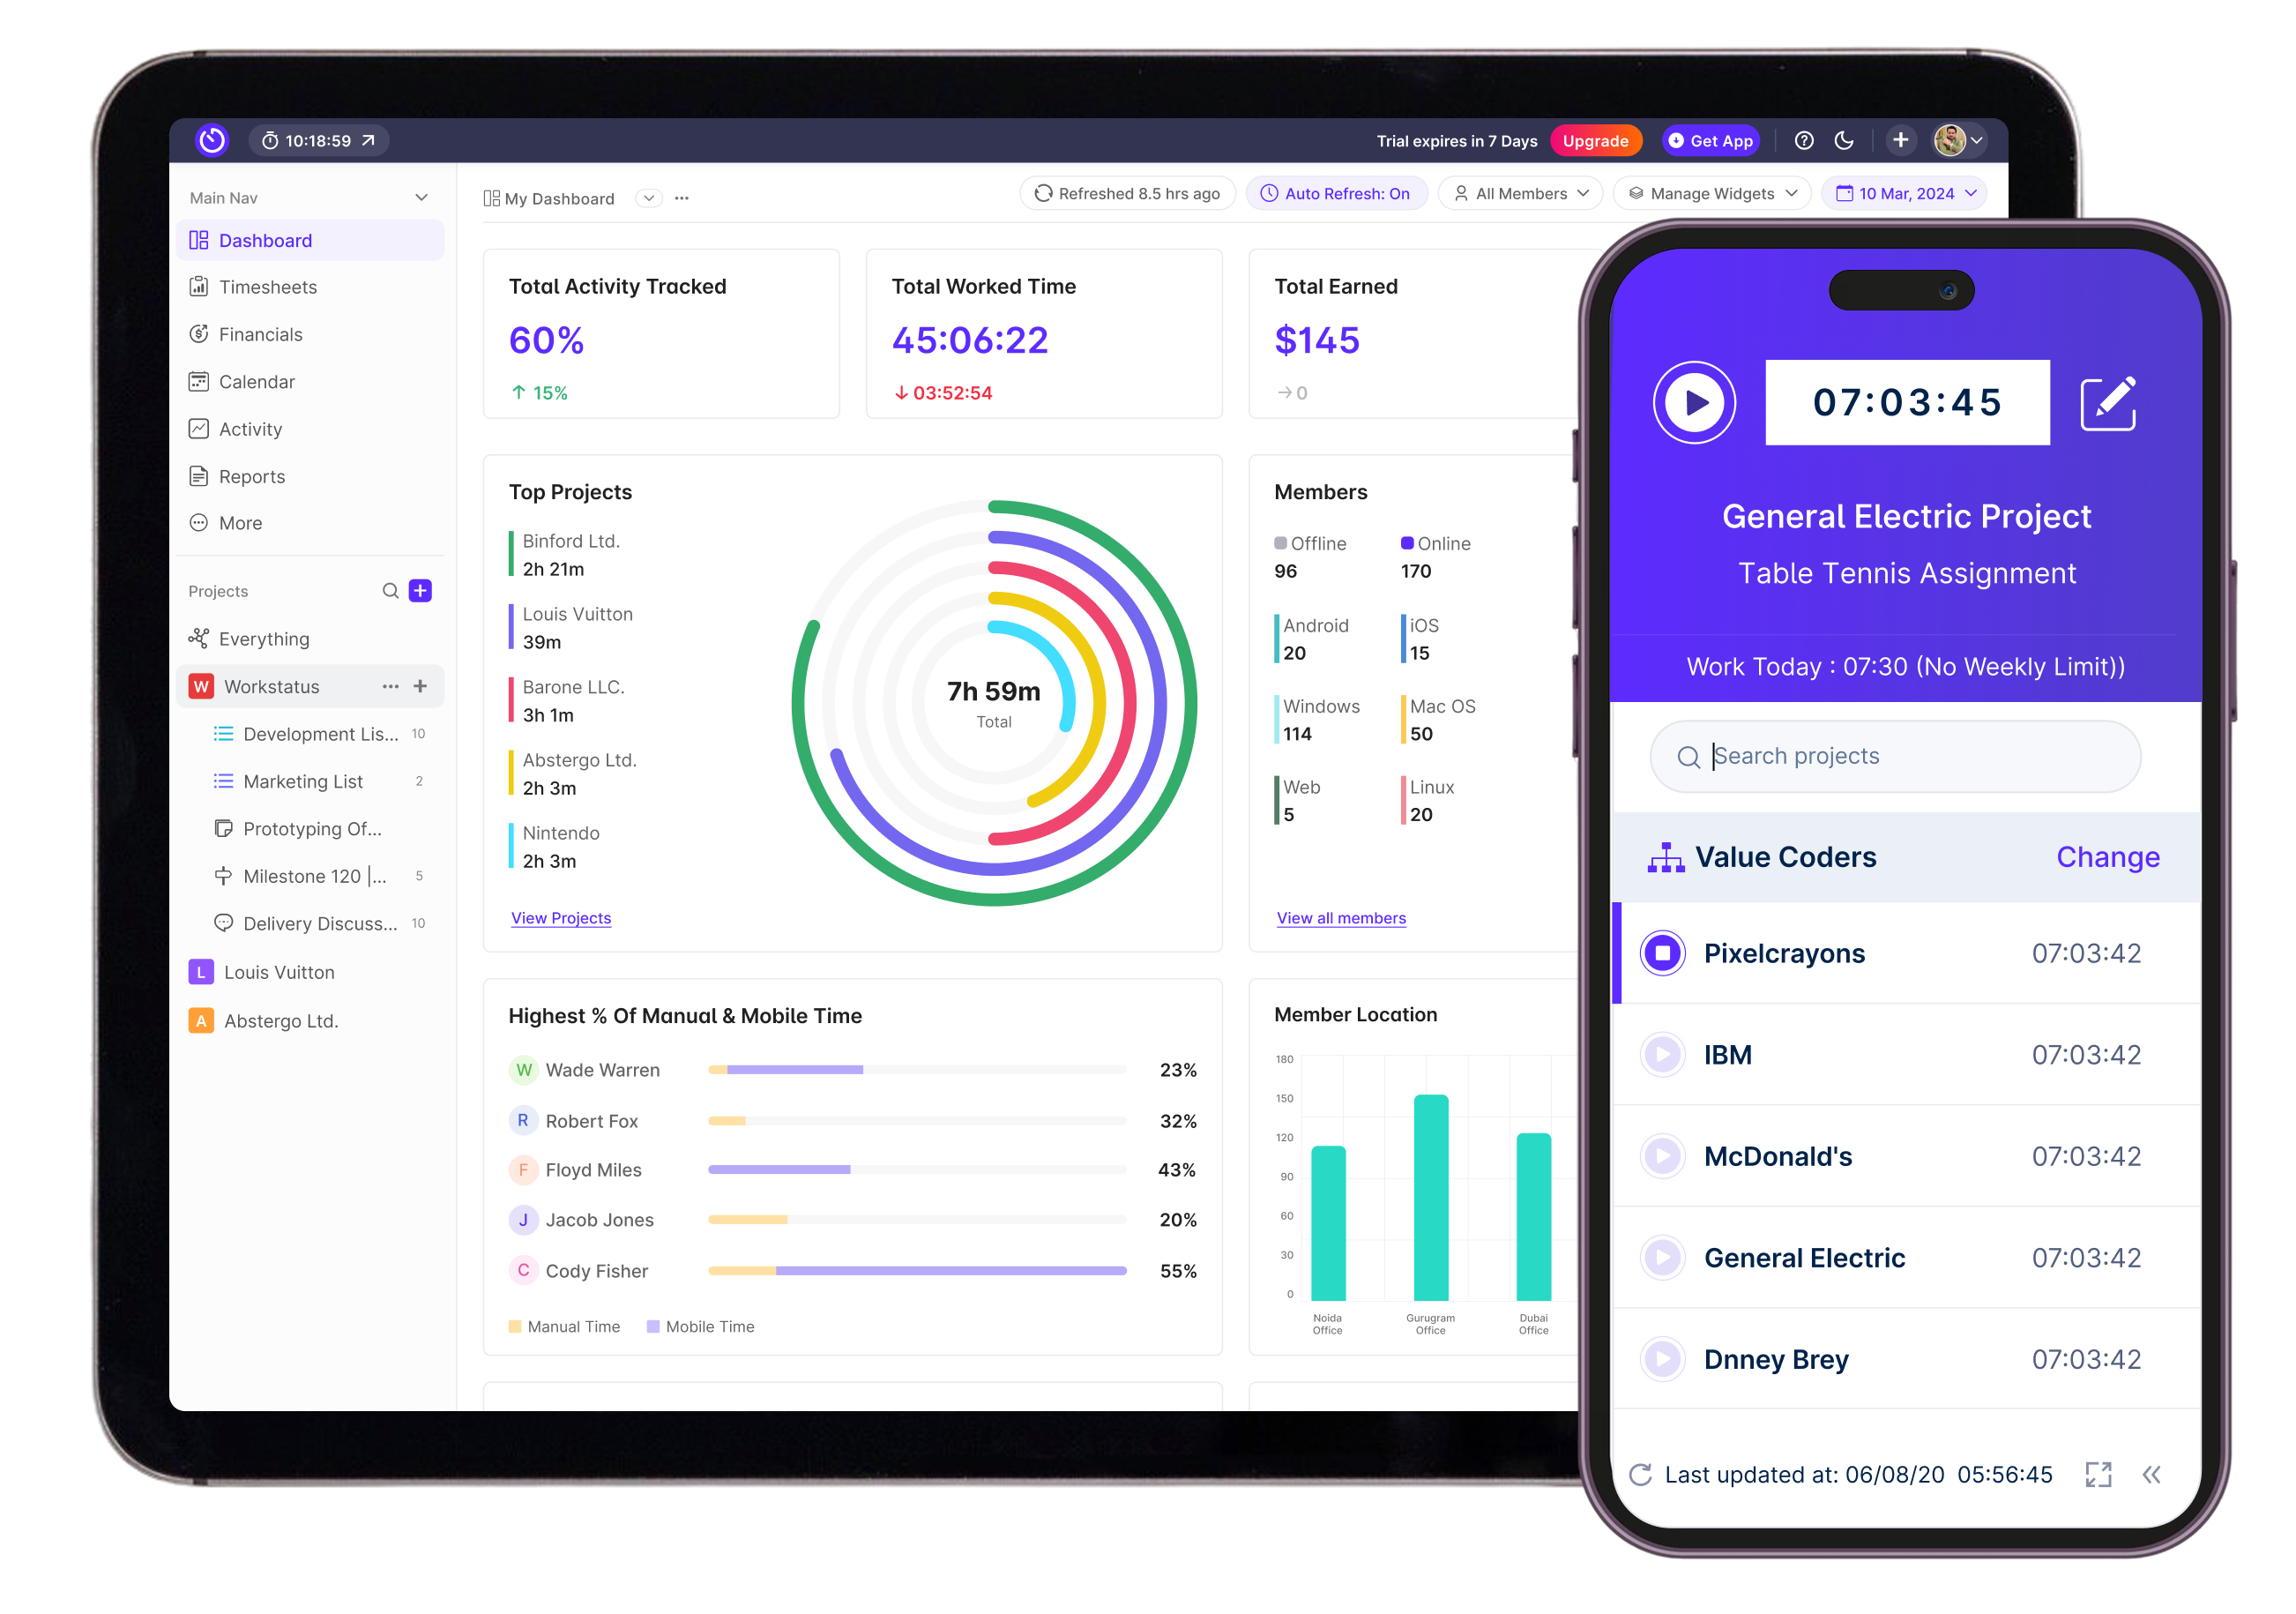 10:18:59
Trial expires in 7 Days
Upgrade
Get App
Main Nav
Dashboard
Timesheets
Financials
Calendar
Activity
Reports
More
Projects
Everything
W Workstatus
Development Lis... 10
Marketing List 2
Prototyping Of...
Milestone 120 |... 5
Delivery Discuss... 10
L Louis Vuitton
A Abstergo Ltd.
My Dashboard
Refreshed 8.5 hrs ago
Auto Refresh: On
All Members
Manage Widgets
10 Mar, 2024
Total Activity Tracked
60%
15%
Total Worked Time
45:06:22
03:52:54
Total Earned
$145
0
Top Projects
Binford Ltd.
2h 21m
Louis Vuitton
39m
Barone LLC.
3h 1m
Abstergo Ltd.
2h 3m
Nintendo
2h 3m
7h 59m
Total
View Projects
Members
Offline
96
Online
170
Android
20
iOS
15
Windows
114
Mac OS
50
Web
5
Linux
20
View all members
Highest % Of Manual & Mobile Time
W Wade Warren 23%
R Robert Fox 32%
F Floyd Miles 43%
J Jacob Jones 20%
C Cody Fisher 55%
Manual Time
Mobile Time
Member Location
180
150
120
90
60
30
0
Noida
Office
Gurugram
Office
Dubai
Office
07:03:45
General Electric Project
Table Tennis Assignment
Work Today : 07:30 (No Weekly Limit))
Search projects
Value Coders Change
Pixelcrayons 07:03:42
IBM 07:03:42
McDonald's 07:03:42
General Electric 07:03:42
Dnney Brey 07:03:42
Last updated at: 06/08/20 05:56:45